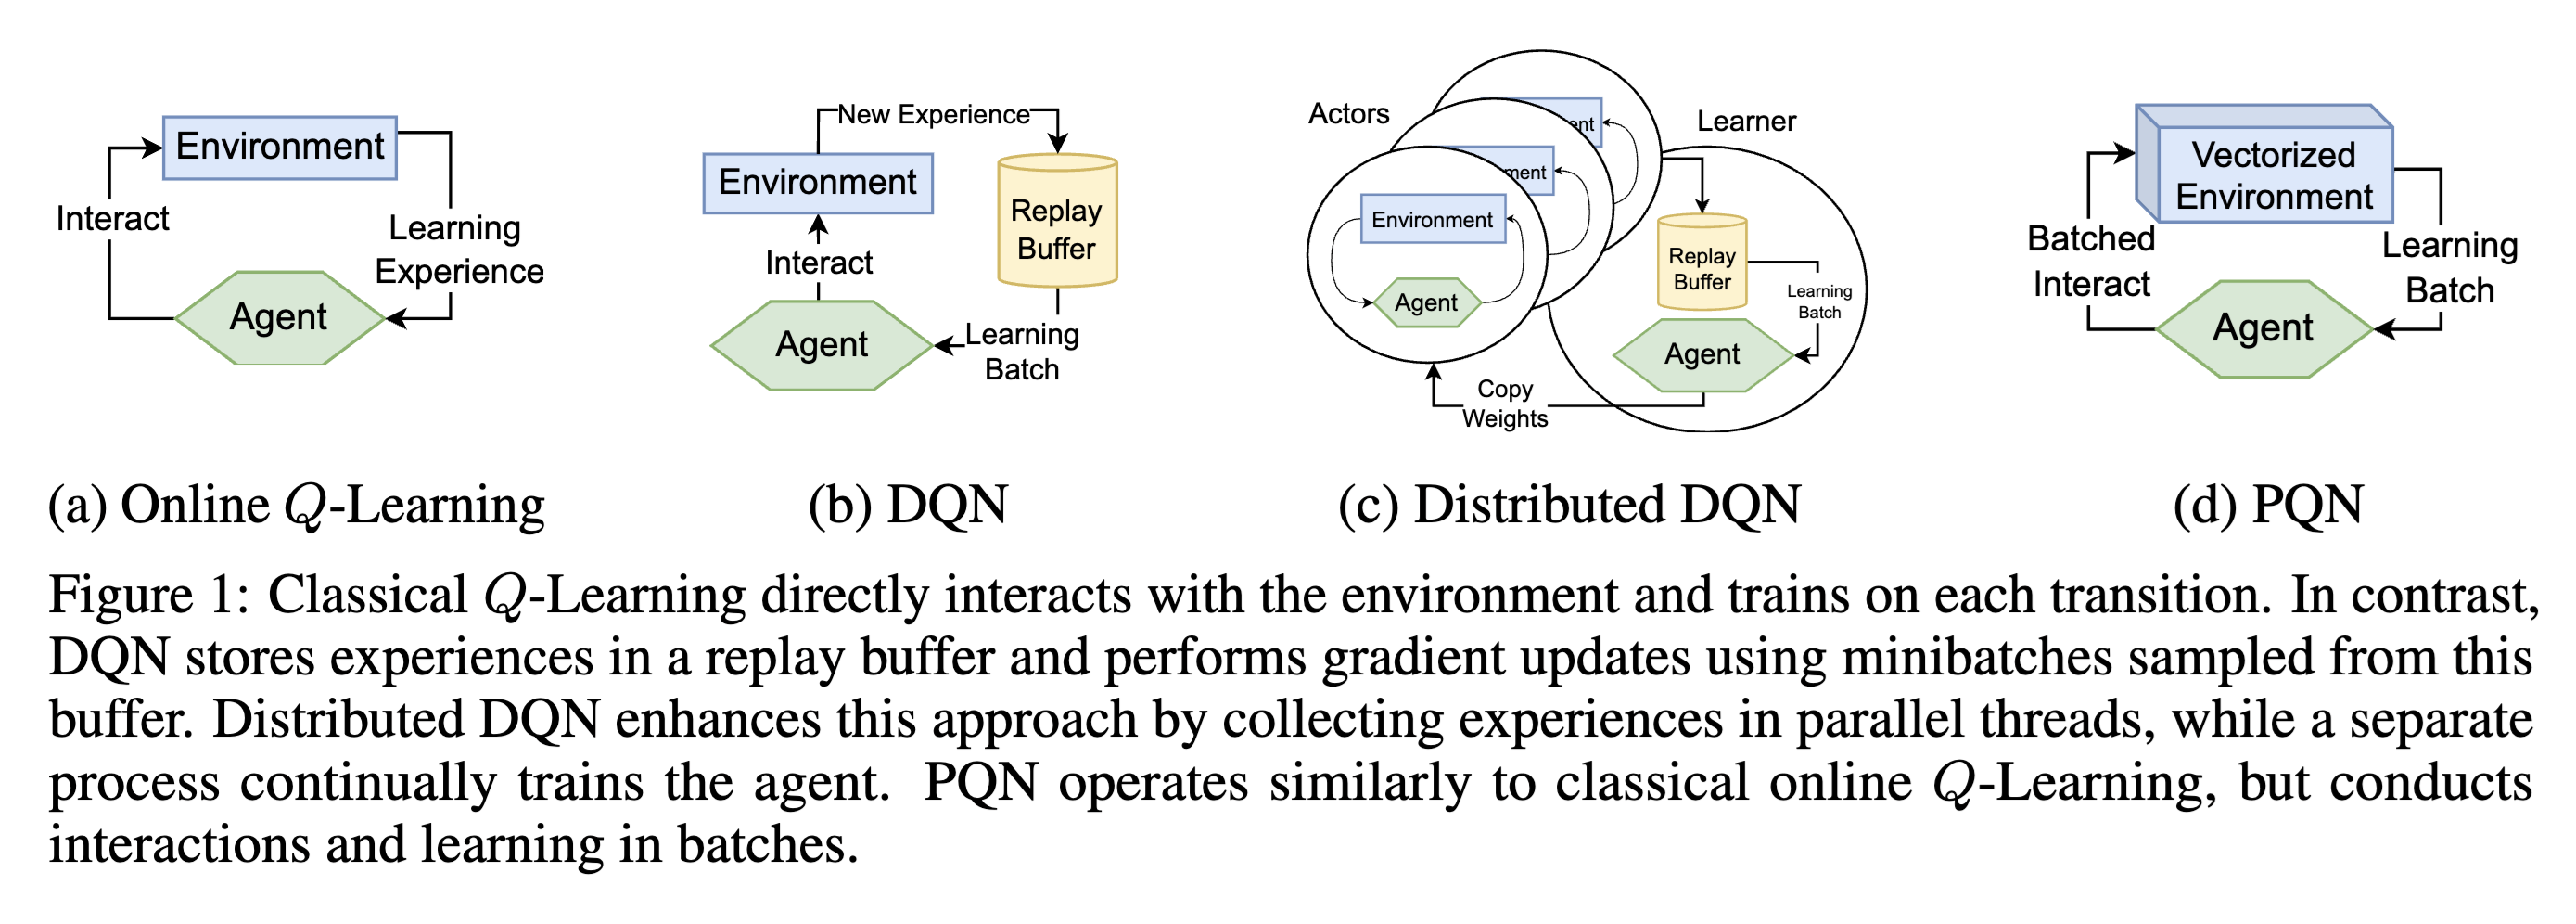 Environment
Interact
Learning
Experience
Agent
(a) Online Q-Learning
New Experience
Environment
Replay
Buffer
Interact
Agent
Learning
Batch
(b) DQN
Actors
Learner
ent
ment
Environment
Agent
Replay
Buffer
Learning
Batch
Agent
Copy
Weights
(c) Distributed DQN
Vectorized
Environment
Batched
Interact
Learning
Batch
Agent
(d) PQN
Figure 1: Classical Q-Learning directly interacts with the environment and trains on each transition. In contrast,
DQN stores experiences in a replay buffer and performs gradient updates using minibatches sampled from this
buffer. Distributed DQN enhances this approach by collecting experiences in parallel threads, while a separate
process continually trains the agent. PQN operates similarly to classical online Q-Learning, but conducts
interactions and learning in batches.